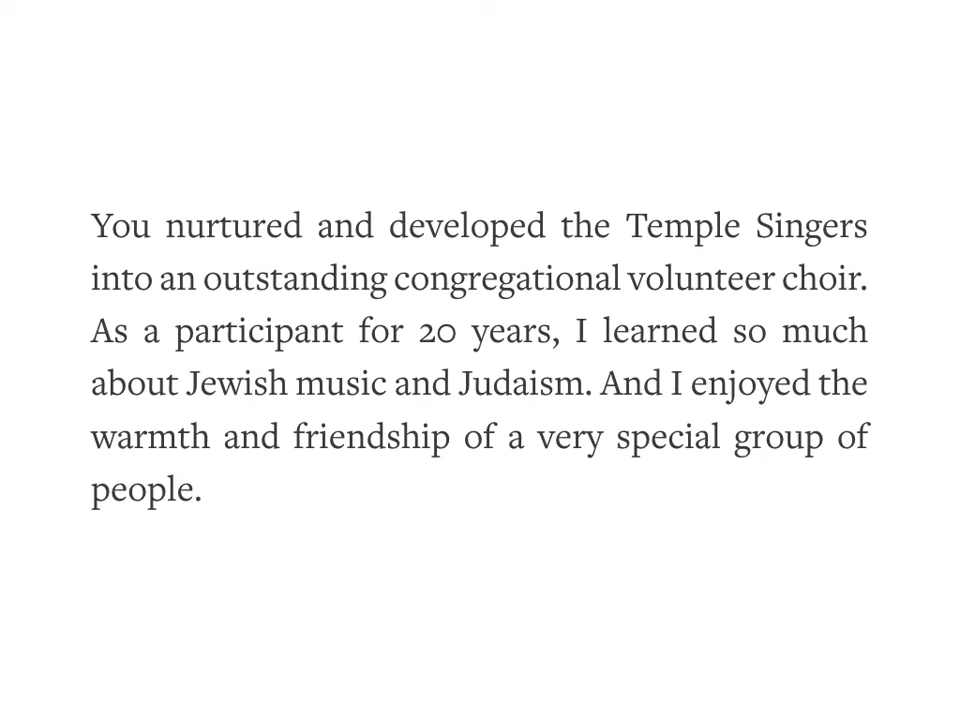 You nurtured and developed the Temple Singers
into an outstanding congregational volunteer choir.
As a participant for 20 years, I learned so much
about Jewish music and Judaism. And I enjoyed the
warmth and friendship of a very special group of
people.